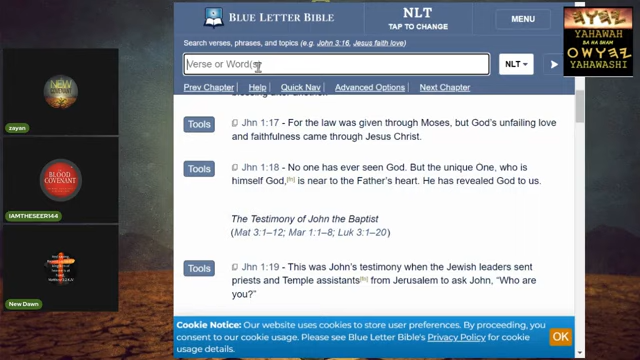 BLUE LETTER BIBLE
NLT
TAP TO CHANGE
MENU
Search verses, phrases, and topics (e.g. John 3:16, Jesus faith love)
Verse or Word(s)
NLT
Prev Chapter
Help
Quick Nav
Advanced Options
Next Chapter
Tools
Jhn 1:17 - For the law was given through Moses, but God's unfailing love
and faithfulness came through Jesus Christ.
Tools
Jhn 1:18 - No one has ever seen God. But the unique One, who is
himself God, is near to the Father's heart. He has revealed God to us.
The Testimony of John the Baptist
(Mat 3:1–12; Mar 1:1–8; Luk 3:1–20)
Tools
Jhn 1:19 - This was John's testimony when the Jewish leaders sent
priests and Temple assistants from Jerusalem to ask John, "Who are
you?"
Cookie Notice: Our website uses cookies to store user preferences. By proceeding, you
consent to our cookie usage. Please see Blue Letter Bible's Privacy Policy for cookie
usage details.
OK
YAHAWAH
BA HA SHAM
YAHAWASHI
NEW
COVENANT
zayan
BLOOD
COVENANT
IAMTHESEER144
New Dawn